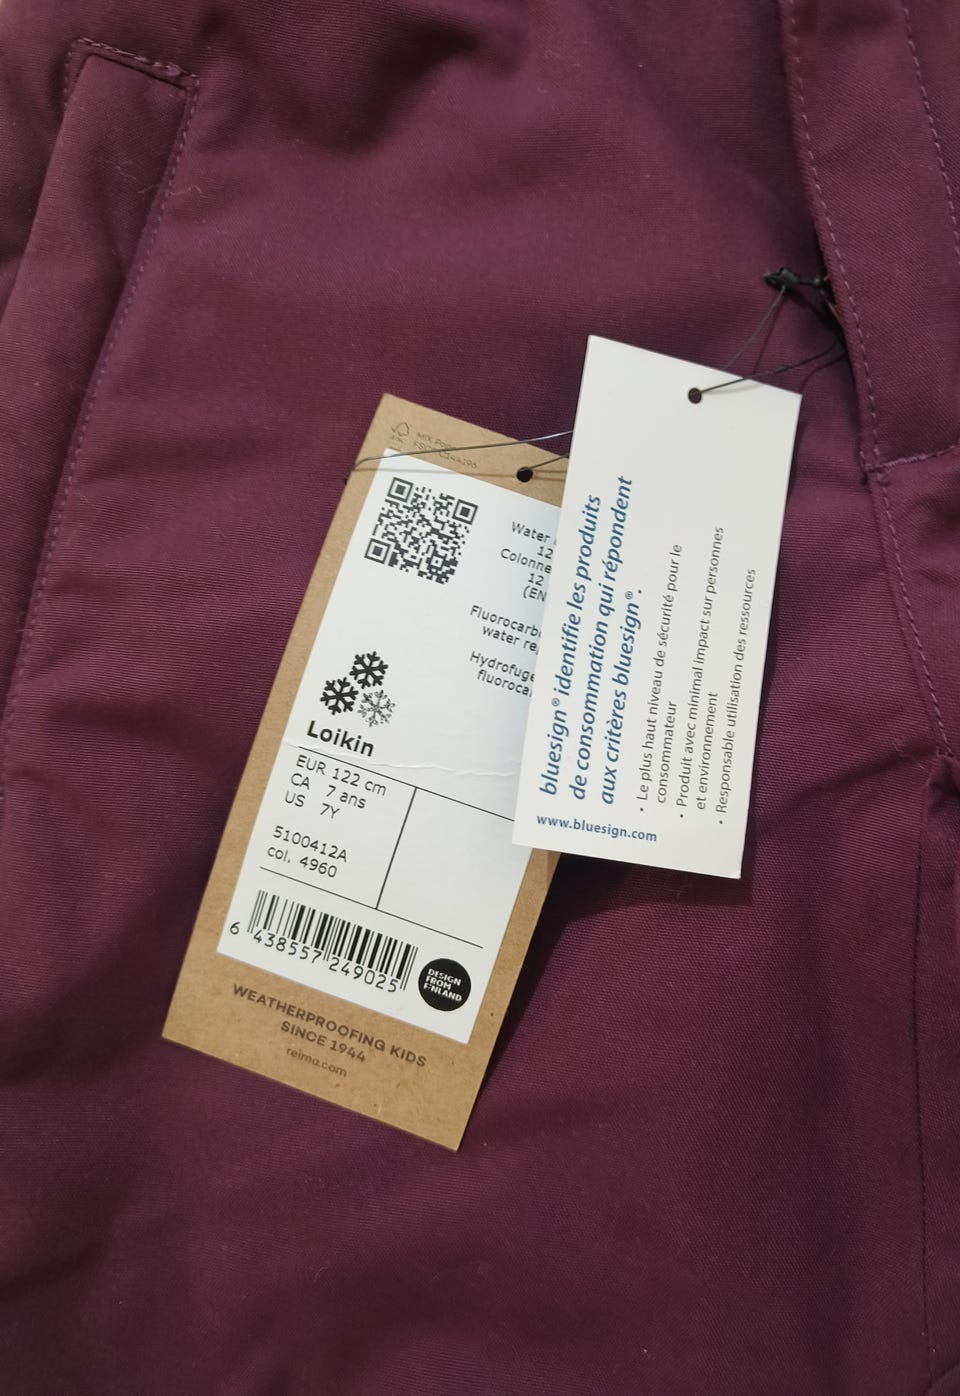 MIX
FSC
Water
12
Colonne
12
(EN
Fluorocarb
water re
Hydrofuge
fluoroca
Loikin
EUR 122 cm
CA 7 ans
US 7Y
5100412A
col. 4960
6 438557 249025
DESIGN
FROM
FINLAND
WEATHERPROOFING KIDS
SINCE 1944
reima.com
bluesign® identifie les produits
de consommation qui répondent
aux critères bluesign®.
• Le plus haut niveau de sécurité pour le
consommateur
• Produit avec minimal impact sur personnes
et environnement
• Responsable utilisation des ressources
www.bluesign.com